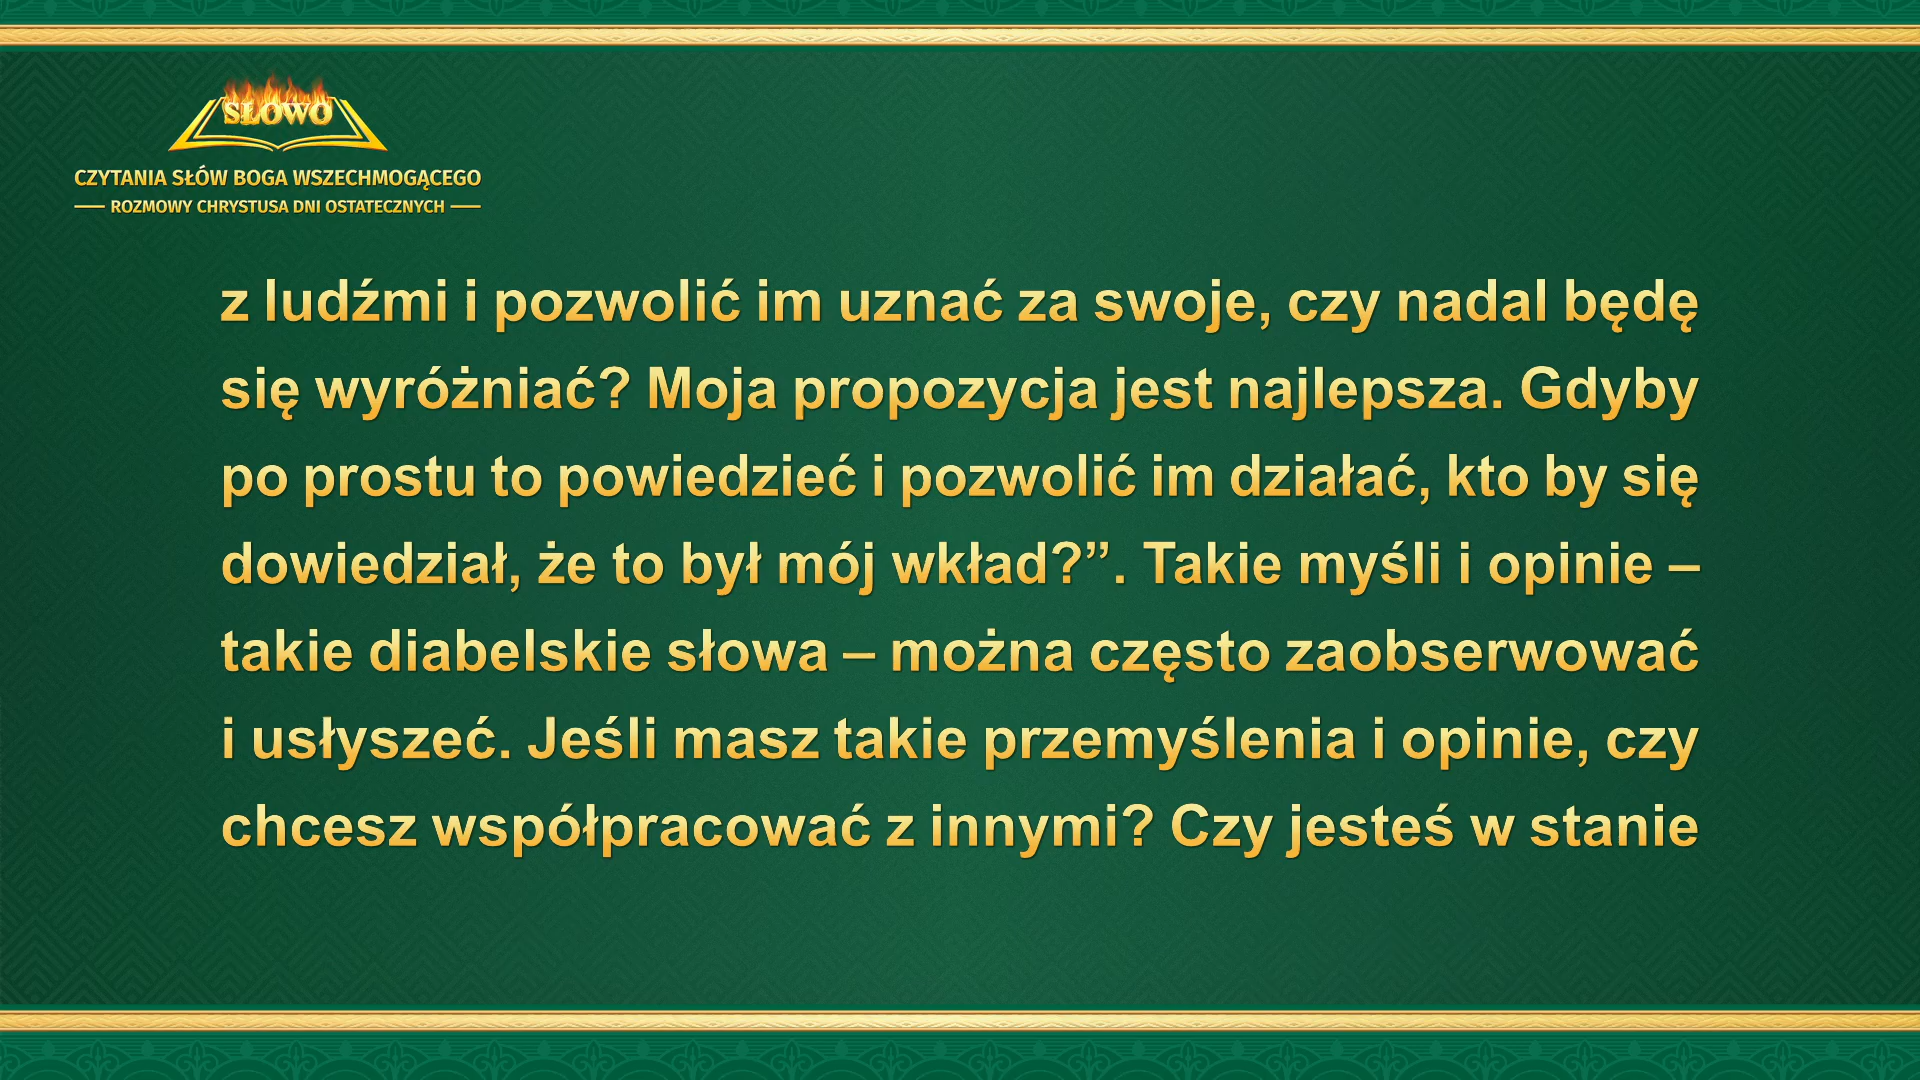 SŁOWO
CZYTANIA SŁÓW BOGA WSZECHMOGĄCEGO
ROZMOWY CHRYSTUSA DNI OSTATECZNYCH
z ludźmi i pozwolić im uznać za swoje, czy nadal będę
się wyróżniać? Moja propozycja jest najlepsza. Gdyby
po prostu to powiedzieć i pozwolić im działać, kto by się
dowiedział, że to był mój wkład?”. Takie myśli i opinie –
takie diabelskie słowa – można często zaobserwować
i usłyszeć. Jeśli masz takie przemyślenia i opinie, czy
chcesz współpracować z innymi? Czy jesteś w stanie